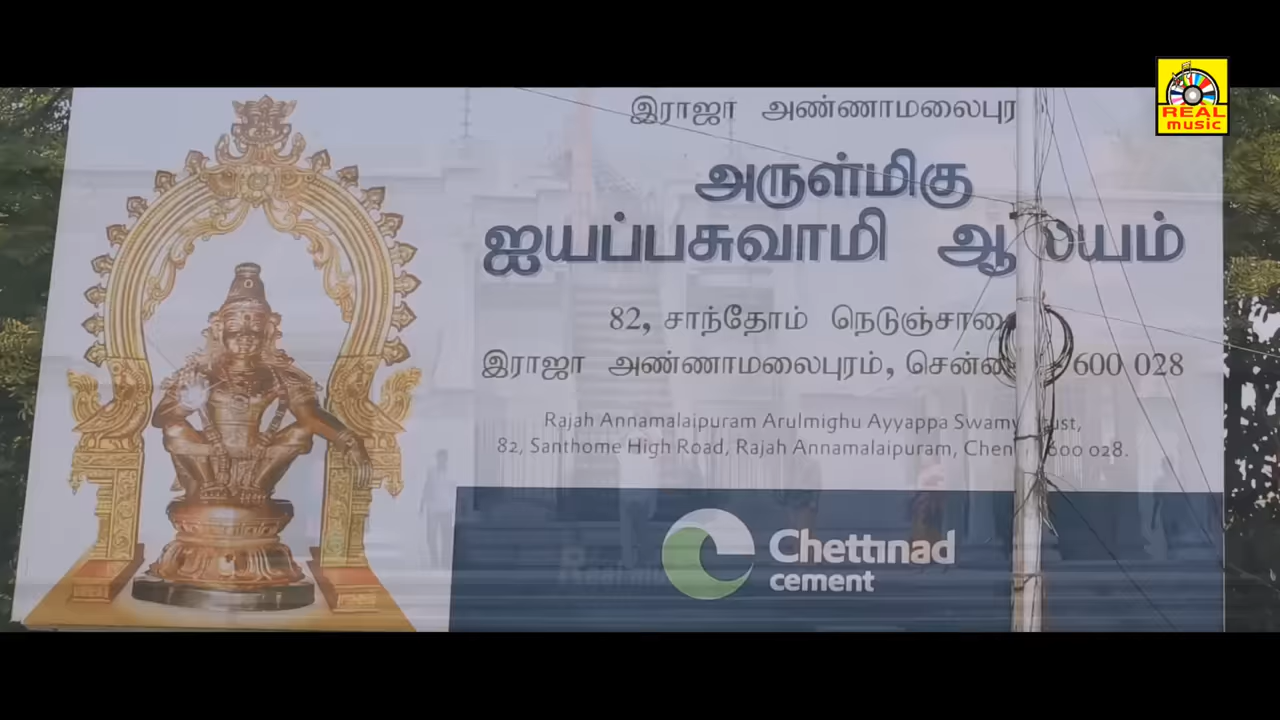 REAL
music
இராஜா அண்ணாமலைபுர
அருள்மிகு
ஐயப்பசுவாமி ஆலயம்
82, சாந்தோம்
இராஜா அண்ணாமலைபுரம், 600 028
Rajah Annamalaipuram Arulmighu Ayyappa Swamy
82, Santhome High Road, Rajah Annamalaipuram, 600 028.
Chettinad
cement